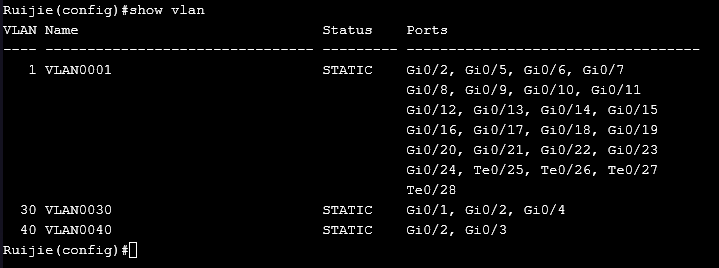 Ruijie(config)#show vlan
VLAN Name                             Status    Ports
---- -------------------------------- --------- -----------------------------------
   1 VLAN0001                         STATIC    Gi0/2, Gi0/5, Gi0/6, Gi0/7
                                                Gi0/8, Gi0/9, Gi0/10, Gi0/11
                                                Gi0/12, Gi0/13, Gi0/14, Gi0/15
                                                Gi0/16, Gi0/17, Gi0/18, Gi0/19
                                                Gi0/20, Gi0/21, Gi0/22, Gi0/23
                                                Gi0/24, Te0/25, Te0/26, Te0/27
                                                Te0/28
  30 VLAN0030                         STATIC    Gi0/1, Gi0/2, Gi0/4
  40 VLAN0040                         STATIC    Gi0/2, Gi0/3
Ruijie(config)#